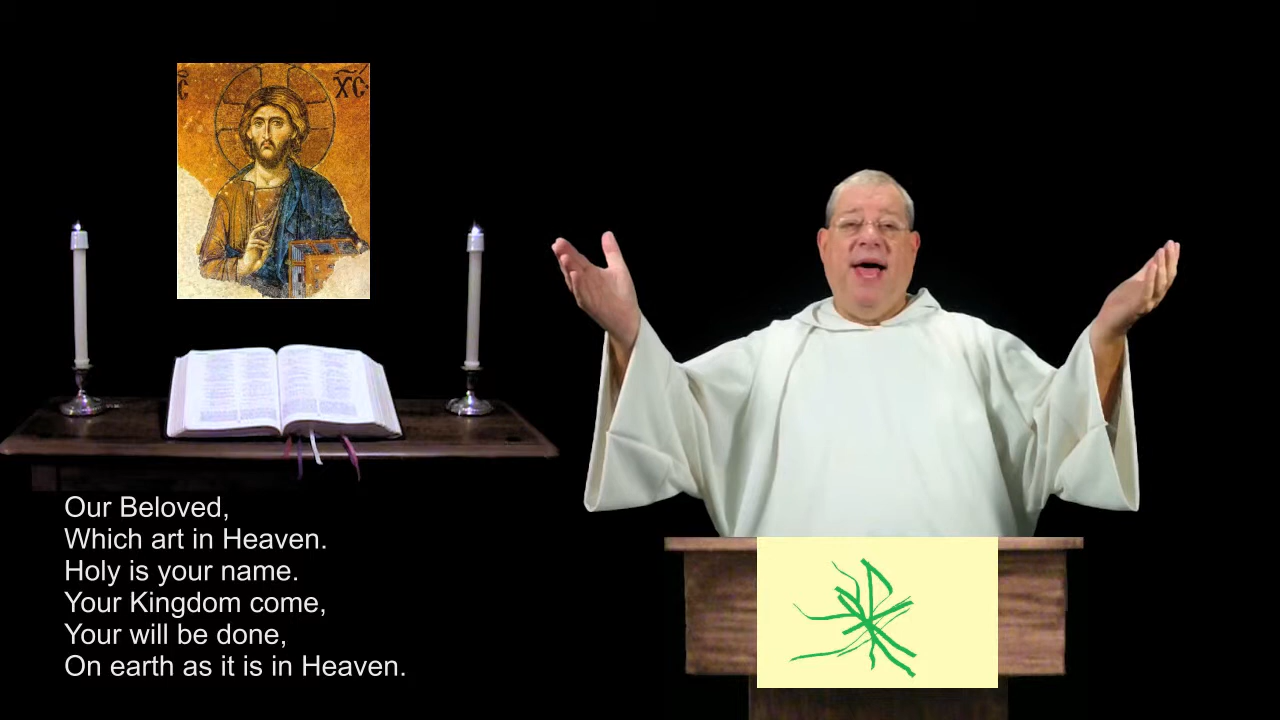 XC
Our Beloved,
Which art in Heaven.
Holy is your name.
Your Kingdom come,
Your will be done,
On earth as it is in Heaven.